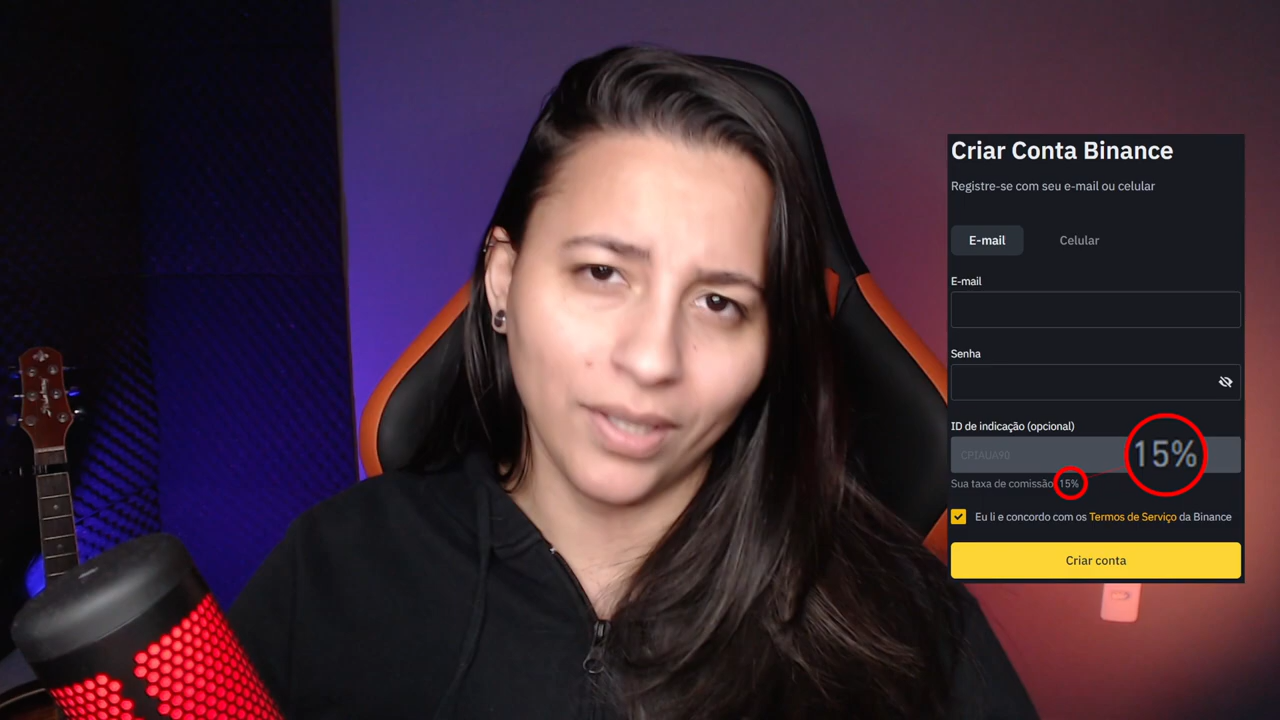 Criar Conta Binance
Registre-se com seu e-mail ou celular
E-mail
Celular
E-mail
Senha
ID de indicação (opcional)
15%
Sua taxa de comissão 15%
Eu li e concordo com os Termos de Serviço da Binance
Criar conta